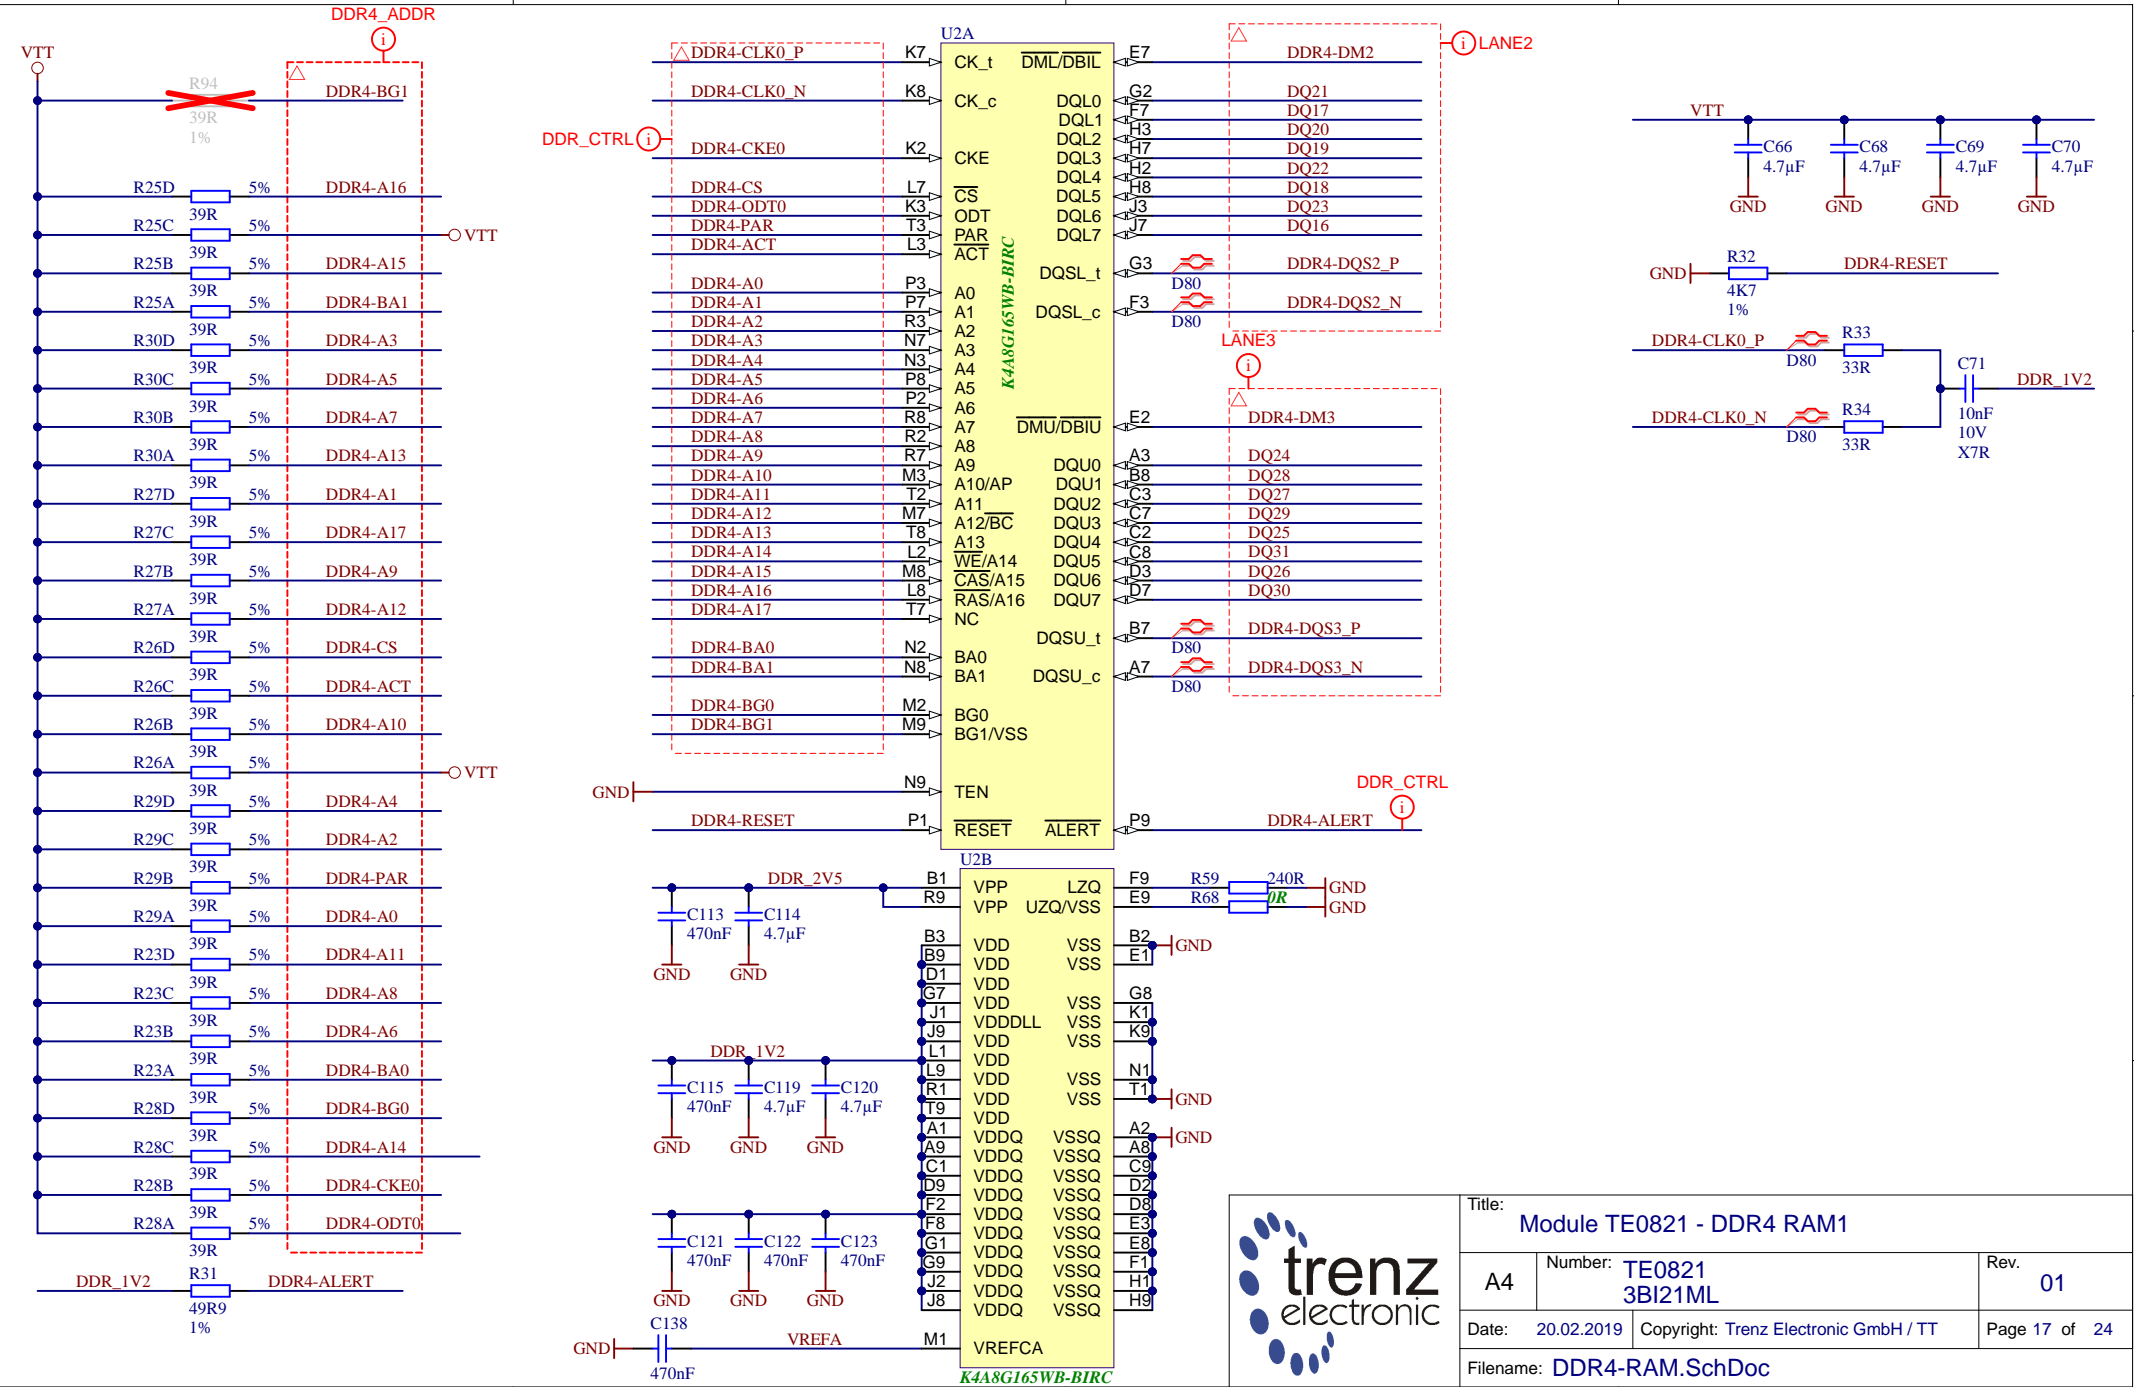 DDR4_ADDR
VTT
R94
39R
1%
DDR4-BG1
R25D 5% DDR4-A16
39R
R25C 5% VTT
39R
R25B 5% DDR4-A15
39R
R25A 5% DDR4-BA1
39R
R30D 5% DDR4-A3
39R
R30C 5% DDR4-A5
39R
R30B 5% DDR4-A7
39R
R30A 5% DDR4-A13
39R
R27D 5% DDR4-A1
39R
R27C 5% DDR4-A17
39R
R27B 5% DDR4-A9
39R
R27A 5% DDR4-A12
39R
R26D 5% DDR4-CS
39R
R26C 5% DDR4-ACT
39R
R26B 5% DDR4-A10
39R
R26A 5% VTT
39R
R29D 5% DDR4-A4
39R
R29C 5% DDR4-A2
39R
R29B 5% DDR4-PAR
39R
R29A 5% DDR4-A0
39R
R23D 5% DDR4-A11
39R
R23C 5% DDR4-A8
39R
R23B 5% DDR4-A6
39R
R23A 5% DDR4-BA0
39R
R28D 5% DDR4-BG0
39R
R28C 5% DDR4-A14
39R
R28B 5% DDR4-CKE0
39R
R28A 5% DDR4-ODT0
39R
DDR_1V2 R31 DDR4-ALERT
49R9
1%
DDR_CTRL i
U2A
DDR4-CLK0_P K7 CK_t
DDR4-CLK0_N K8 CK_c
DDR4-CKE0 K2 CKE
DDR4-CS L7 CS
DDR4-ODT0 K3 ODT
DDR4-PAR T3 PAR
DDR4-ACT L3 ACT
DDR4-A0 P3 A0
DDR4-A1 P7 A1
DDR4-A2 R3 A2
DDR4-A3 N7 A3
DDR4-A4 N3 A4
DDR4-A5 P8 A5
DDR4-A6 P2 A6
DDR4-A7 R8 A7
DDR4-A8 R2 A8
DDR4-A9 R7 A9
DDR4-A10 M3 A10/AP
DDR4-A11 T2 A11
DDR4-A12 M7 A12/BC
DDR4-A13 T8 A13
DDR4-A14 L2 WE/A14
DDR4-A15 M8 CAS/A15
DDR4-A16 L8 RAS/A16
DDR4-A17 T7 NC
DDR4-BA0 N2 BA0
DDR4-BA1 N8 BA1
DDR4-BG0 M2 BG0
DDR4-BG1 M9 BG1/VSS
GND N9 TEN
DDR4-RESET P1 RESET
K4A8G165WB-BIRC
i LANE2
DML/DBIL E7 DDR4-DM2
DQL0 G2 DQ21
DQL1 F7 DQ17
DQL2 H3 DQ20
DQL3 H7 DQ19
DQL4 H2 DQ22
DQL5 H8 DQ18
DQL6 J3 DQ23
DQL7 J7 DQ16
DQSL_t G3 D80 DDR4-DQS2_P
DQSL_c F3 D80 DDR4-DQS2_N
LANE3
i
DMU/DBIU E2 DDR4-DM3
DQU0 A3 DQ24
DQU1 B8 DQ28
DQU2 C3 DQ27
DQU3 C7 DQ29
DQU4 C2 DQ25
DQU5 C8 DQ31
DQU6 D3 DQ26
DQU7 D7 DQ30
DQSU_t B7 D80 DDR4-DQS3_P
DQSU_c A7 D80 DDR4-DQS3_N
DDR_CTRL
i
ALERT P9 DDR4-ALERT
U2B
DDR_2V5 B1 VPP
R9 VPP
C113 470nF GND
C114 4.7µF GND
B3 VDD
B9 VDD
D1 VDD
G7 VDD
J1 VDDDLL
J9 VDD
DDR_1V2 L1 VDD
L9 VDD
R1 VDD
T9 VDD
C115 470nF GND
C119 4.7µF GND
C120 4.7µF GND
A1 VDDQ
A9 VDDQ
C1 VDDQ
D9 VDDQ
F2 VDDQ
F8 VDDQ
G1 VDDQ
G9 VDDQ
J2 VDDQ
J8 VDDQ
C121 470nF GND
C122 470nF GND
C123 470nF GND
GND C138 470nF VREFA M1 VREFCA
LZQ F9 R59 240R GND
UZQ/VSS E9 R68 0R GND
VSS B2 GND
VSS E1
VSS G8
VSS K1
VSS K9
VSS N1
VSS T1 GND
VSSQ A2 GND
VSSQ A8
VSSQ C9
VSSQ D2
VSSQ D8
VSSQ E3
VSSQ E8
VSSQ F1
VSSQ H1
VSSQ H9
K4A8G165WB-BIRC
VTT
C66 4.7µF GND
C68 4.7µF GND
C69 4.7µF GND
C70 4.7µF GND
GND R32 DDR4-RESET
4K7
1%
DDR4-CLK0_P D80 R33 33R
DDR4-CLK0_N D80 R34 33R
C71 DDR_1V2
10nF
10V
X7R
trenz
electronic
Title:
Module TE0821 - DDR4 RAM1
A4
Number: TE0821
3BI21ML
Rev.
01
Date: 20.02.2019 Copyright: Trenz Electronic GmbH / TT Page 17 of 24
Filename: DDR4-RAM.SchDoc